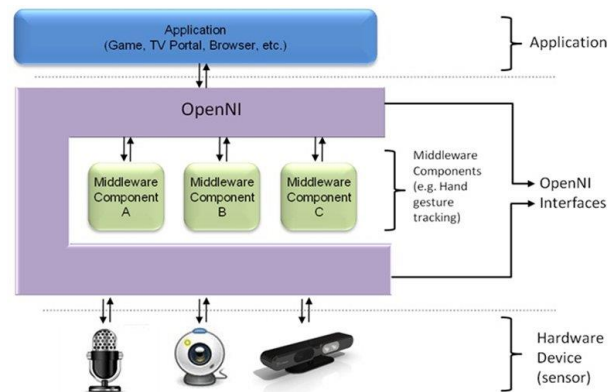 Application
(Game, TV Portal, Browser, etc.)
Application
OpenNI
Middleware
Component
A
Middleware
Component
B
Middleware
Component
C
Middleware
Components
(e.g. Hand
gesture
tracking)
OpenNI
Interfaces
Hardware
Device
(sensor)